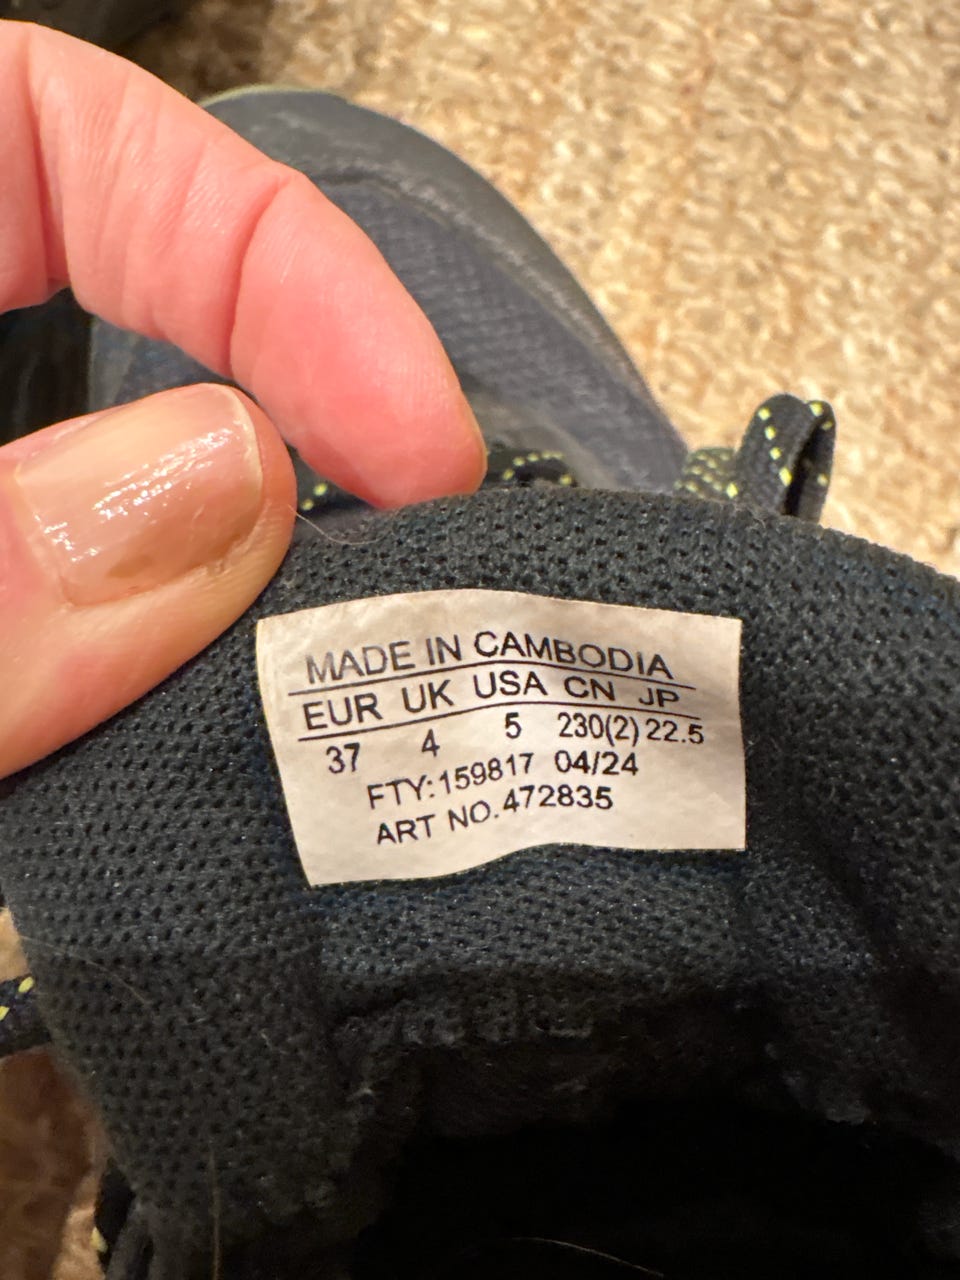 MADE IN CAMBODIA
EUR UK USA CN JP
37 4 5 230(2) 22.5
FTY:159817 04/24
ART NO.472835